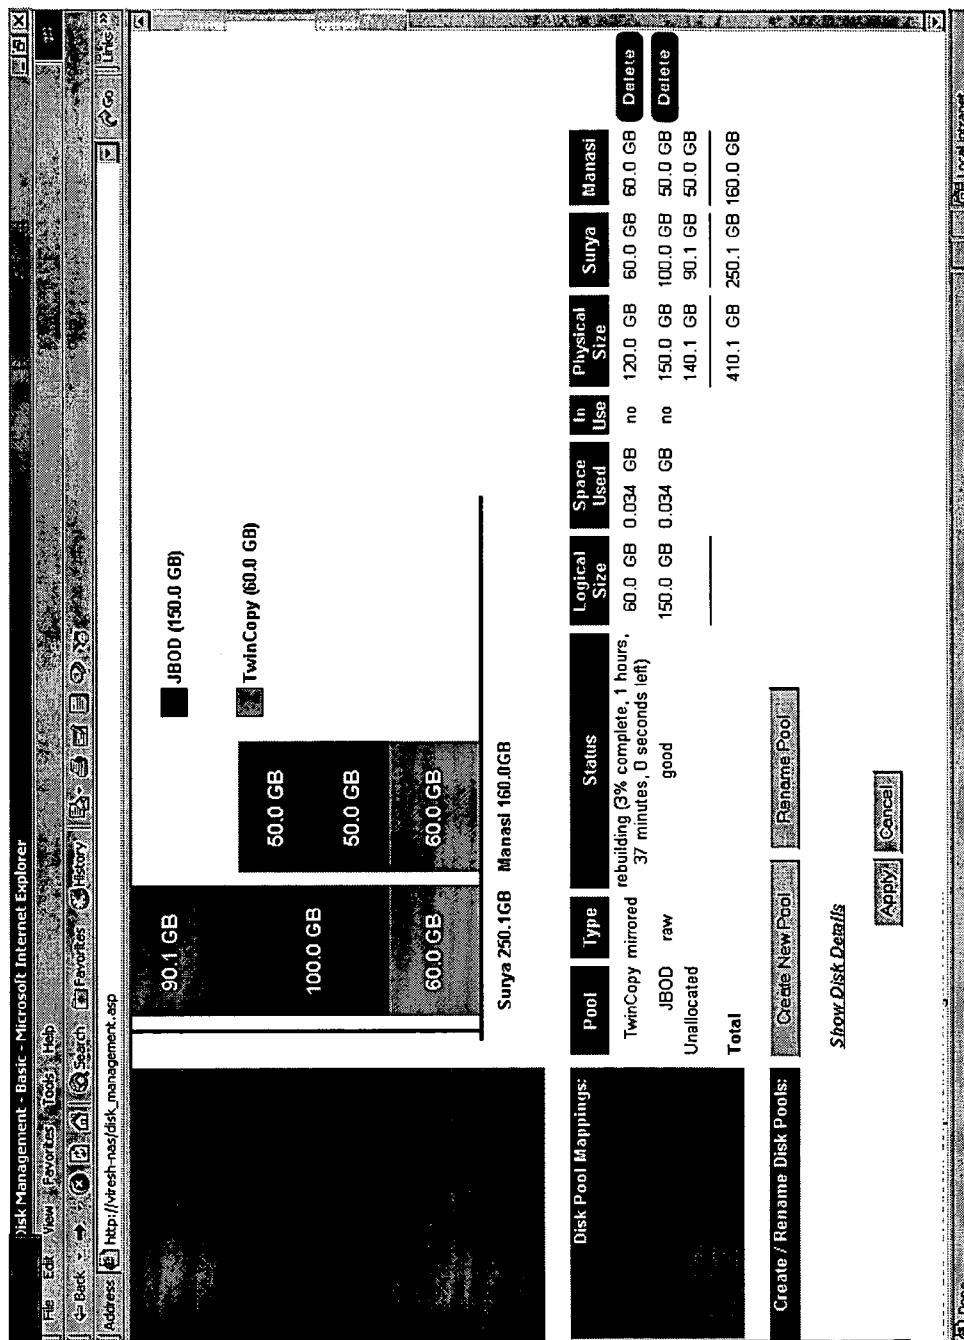 Disk Management - Basic - Microsoft Internet Explorer
File Edit View Favorites Tools Help
Back Search Favorites History
Address http://viresh-nas/disk_management.asp Go Links »
90.1 GB
100.0 GB
60.0 GB
50.0 GB
50.0 GB
60.0 GB
Surya 250.1GB Manasi 160.0GB
JBOD (150.0 GB)
TwinCopy (60.0 GB)
Disk Pool Mappings:
Pool Type Status Logical Size Space Used In Use Physical Size Surya Manasi
TwinCopy mirrored rebuilding (3% complete, 1 hours, 37 minutes, 0 seconds left) 60.0 GB 0.034 GB no 120.0 GB 60.0 GB 60.0 GB Delete
JBOD raw good 150.0 GB 0.034 GB no 150.0 GB 100.0 GB 50.0 GB Delete
Unallocated 140.1 GB 90.1 GB 50.0 GB
Total 410.1 GB 250.1 GB 160.0 GB
Create / Rename Disk Pools:
Create New Pool Rename Pool
Show Disk Details
Apply Cancel
Local intranet